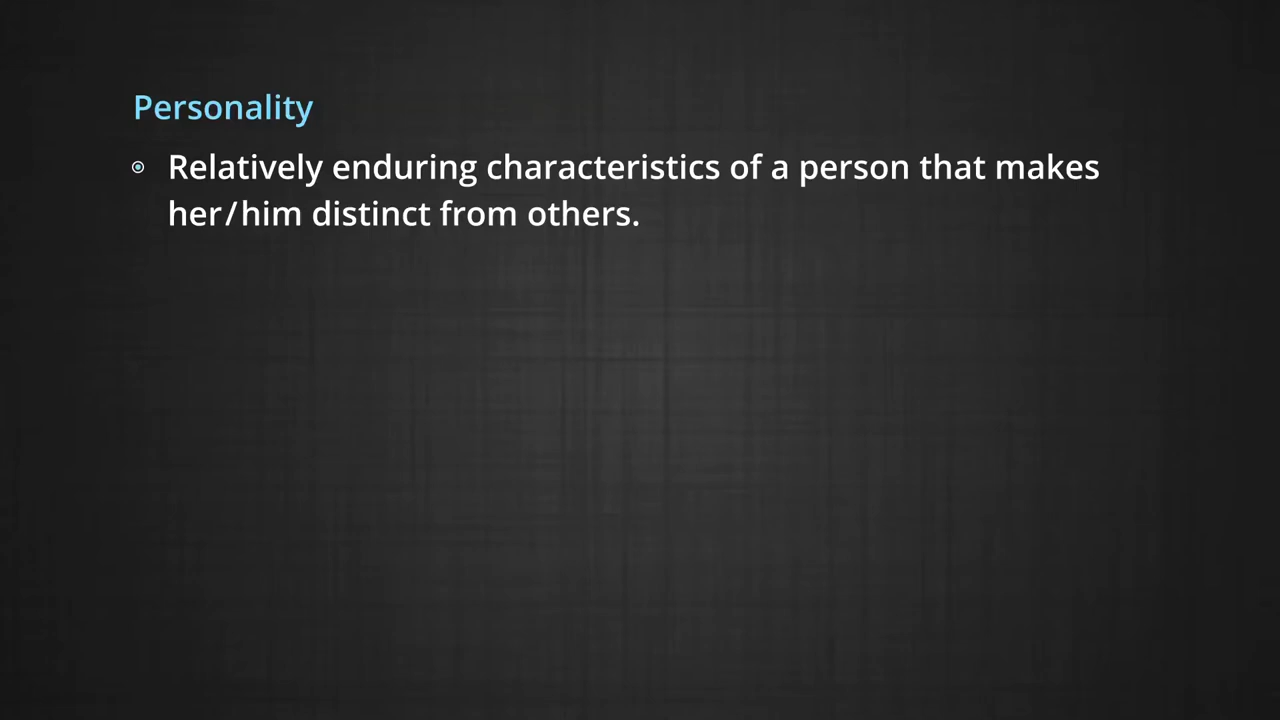 Personality
Relatively enduring characteristics of a person that makes
her/him distinct from others.